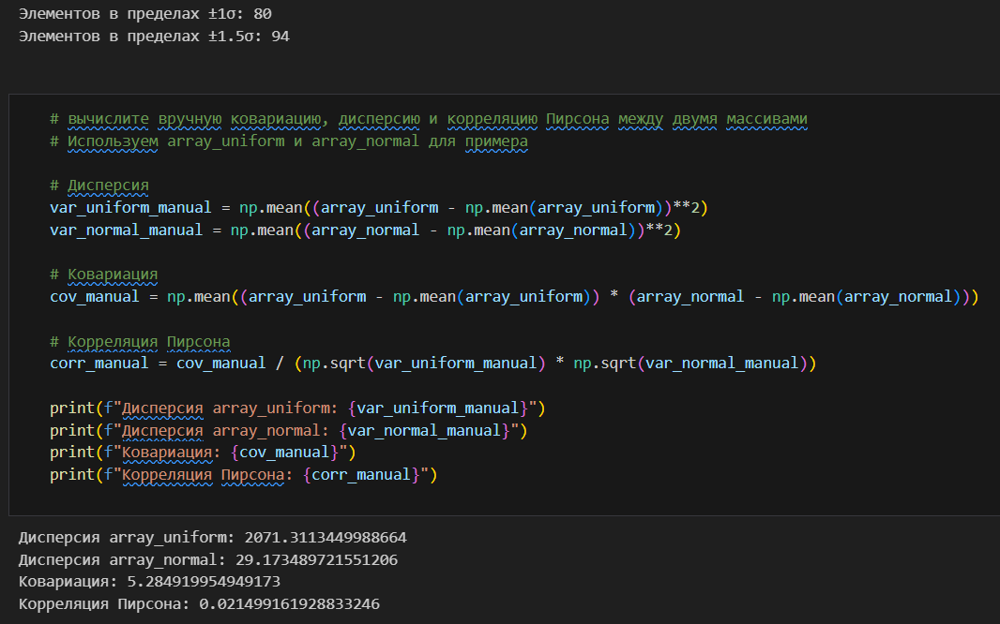 Элементов в пределах ±1σ: 80
Элементов в пределах ±1.5σ: 94
# вычислите вручную ковариацию, дисперсию и корреляцию Пирсона между двумя массивами
# Используем array_uniform и array_normal для примера
# Дисперсия
var_uniform_manual = np.mean((array_uniform - np.mean(array_uniform))**2)
var_normal_manual = np.mean((array_normal - np.mean(array_normal))**2)
# Ковариация
cov_manual = np.mean((array_uniform - np.mean(array_uniform)) * (array_normal - np.mean(array_normal)))
# Корреляция Пирсона
corr_manual = cov_manual / (np.sqrt(var_uniform_manual) * np.sqrt(var_normal_manual))
print(f"Дисперсия array_uniform: {var_uniform_manual}")
print(f"Дисперсия array_normal: {var_normal_manual}")
print(f"Ковариация: {cov_manual}")
print(f"Корреляция Пирсона: {corr_manual}")
Дисперсия array_uniform: 2071.3113449988664
Дисперсия array_normal: 29.173489721551206
Ковариация: 5.284919954949173
Корреляция Пирсона: 0.021499161928833246